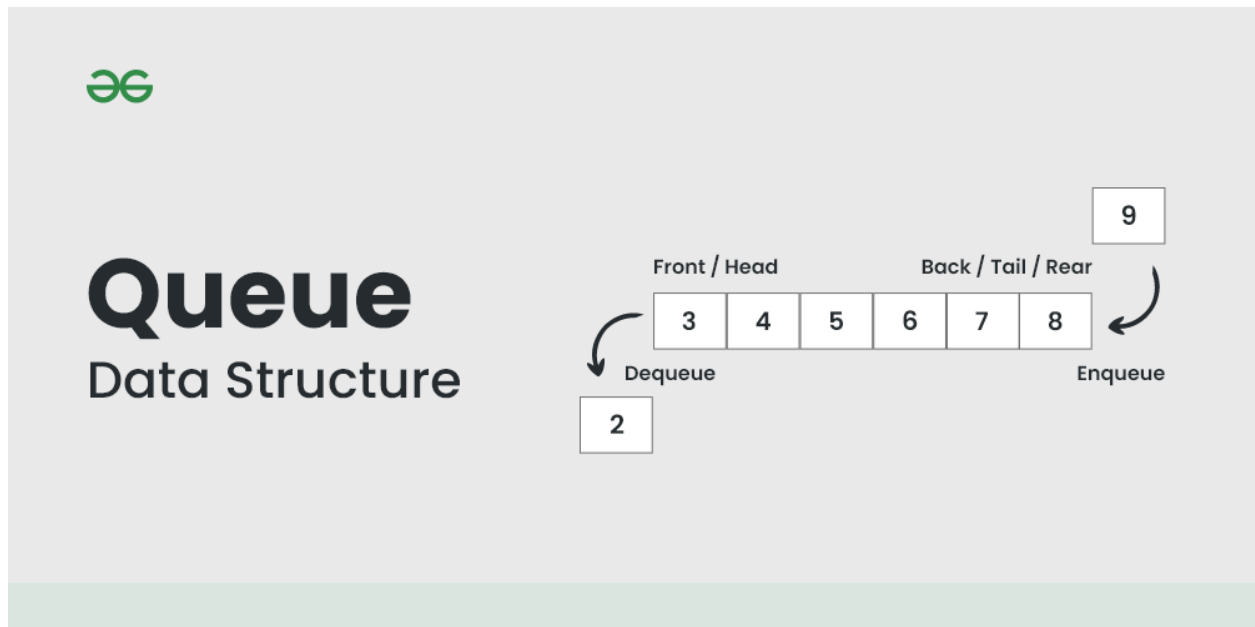 Queue
Data Structure
9
Front / Head
Back / Tail / Rear
3 4 5 6 7 8
Dequeue
Enqueue
2